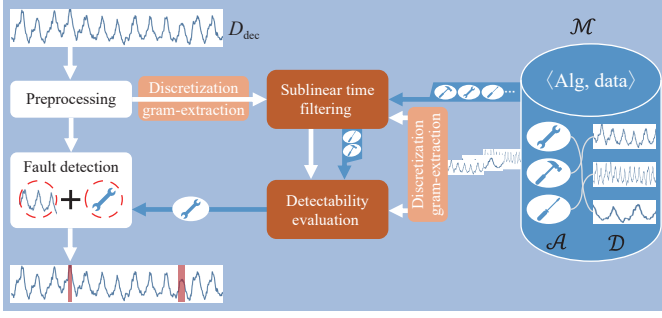 D_dec
M
Preprocessing
Discretization
gram-extraction
Sublinear time
filtering
...
⟨Alg, data⟩
Discretization
gram-extraction
Fault detection
+
Detectability
evaluation
A
D